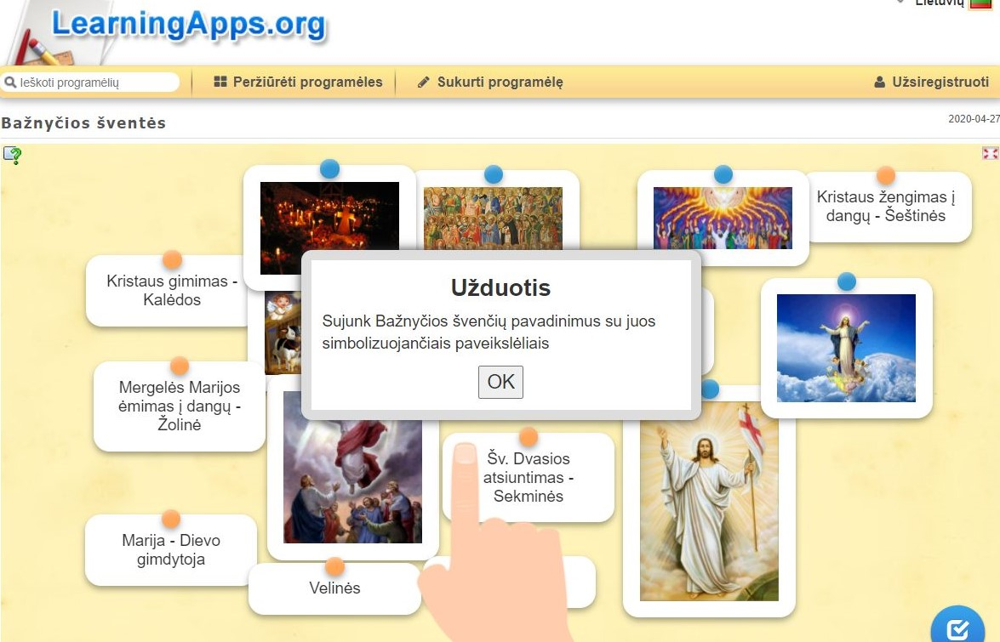 Lietuvių
LearningApps.org
Ieškoti programėlių
Peržiūrėti programėles
Sukurti programėlę
Užsiregistruoti
Bažnyčios šventės
2020-04-27
Kristaus žengimas į
dangų - Šeštinės
Kristaus gimimas -
Kalėdos
Užduotis
Sujunk Bažnyčios švenčių pavadinimus su juos
simbolizuojančiais paveikslėliais
OK
Mergelės Marijos
ėmimas į dangų -
Žolinė
Šv. Dvasios
atsiuntimas -
Sekminės
Marija - Dievo
gimdytoja
Velinės